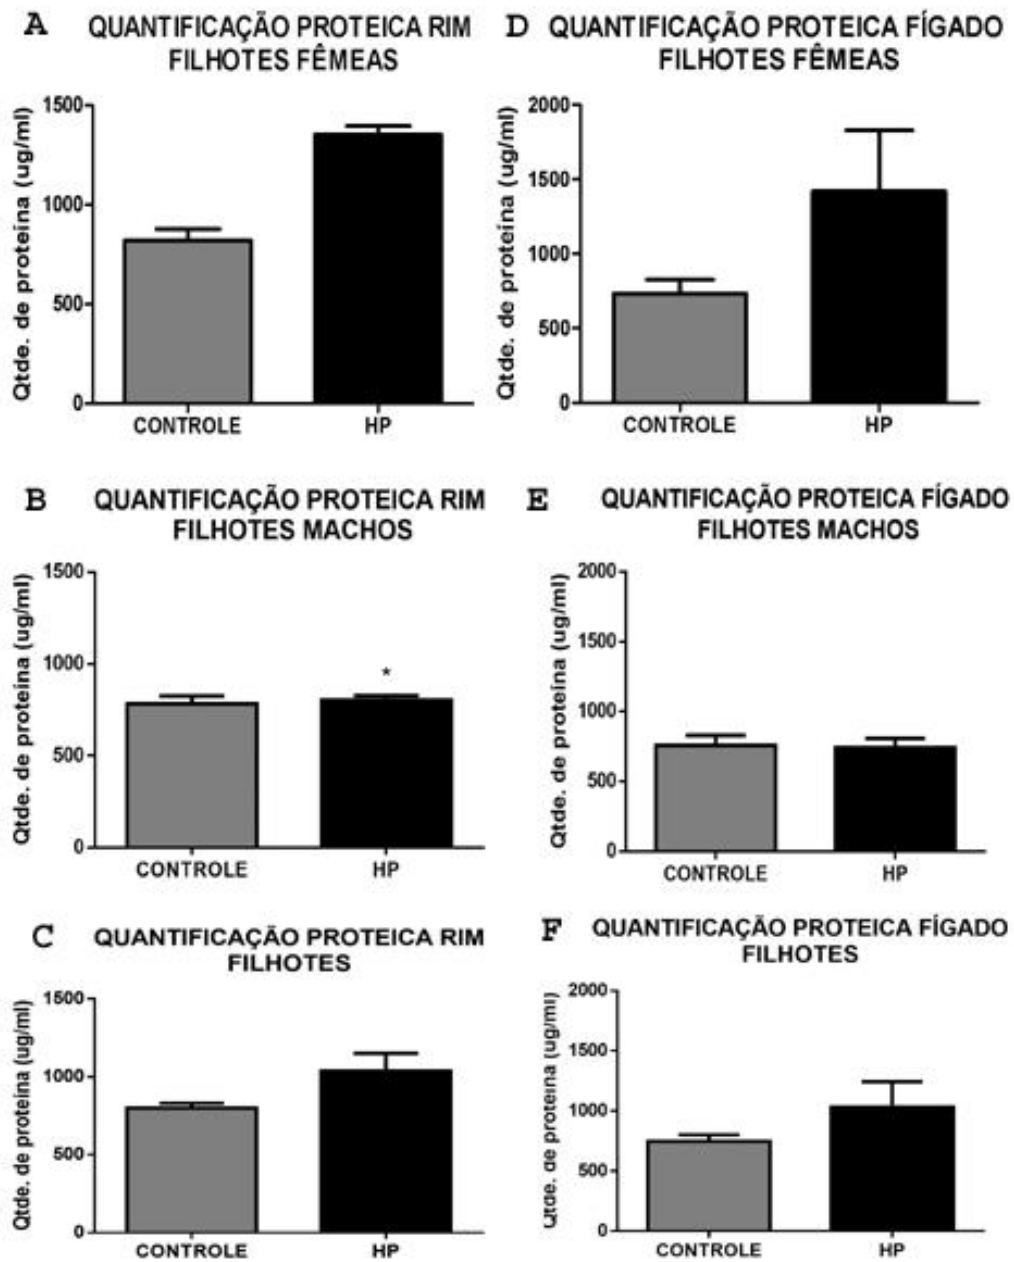 A QUANTIFICAÇÃO PROTEICA RIM
FILHOTES FÊMEAS
Qtde. de proteína (ug/ml)
1500
1000
500
0
CONTROLE HP
D QUANTIFICAÇÃO PROTEICA FÍGADO
FILHOTES FÊMEAS
Qtde. de proteína (ug/ml)
2000
1500
1000
500
0
CONTROLE HP
B QUANTIFICAÇÃO PROTEICA RIM
FILHOTES MACHOS
Qtde. de proteína (ug/ml)
1500
1000
500
0
*
CONTROLE HP
E QUANTIFICAÇÃO PROTEICA FÍGADO
FILHOTES MACHOS
Qtde. de proteína (ug/ml)
2000
1500
1000
500
0
CONTROLE HP
C QUANTIFICAÇÃO PROTEICA RIM
FILHOTES
Qtde. de proteína (ug/ml)
1500
1000
500
0
CONTROLE HP
F QUANTIFICAÇÃO PROTEICA FÍGADO
FILHOTES
Qtde. de proteína (ug/ml)
2000
1500
1000
500
0
CONTROLE HP